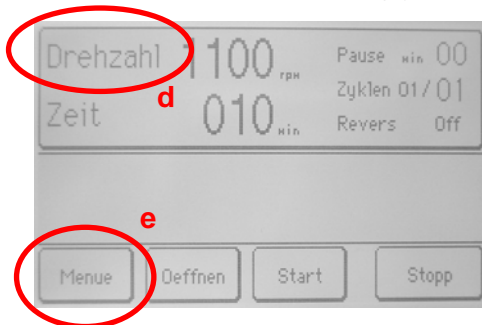 Drehzahl 1100 rpm Pause min 00
d
Zyklen 01/01
Zeit 010 min Revers Off
e
Menue Oeffnen Start Stopp